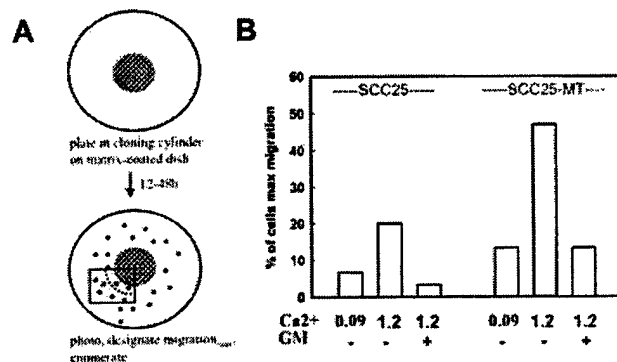 A
plate in cloning cylinder
on matrix-coated dish
12-48h
photo, designate migration
enumerate
B
% of cells max migration
60
50
40
30
20
10
0
SCC25
SCC25-MT
Ca2+ 0.09 1.2 1.2 0.09 1.2 1.2
GM - - + - - +